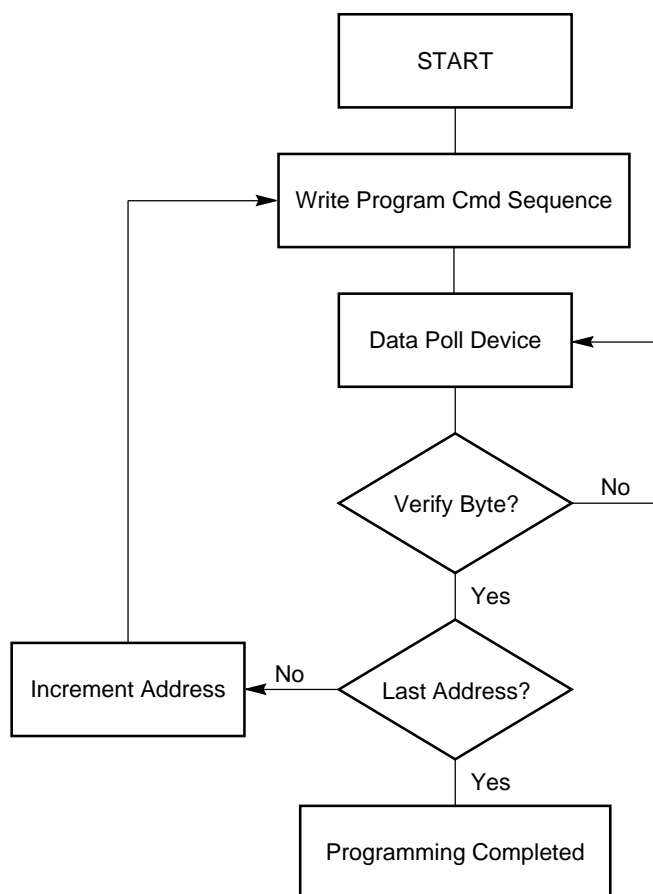 START
Write Program Cmd Sequence
Data Poll Device
Verify Byte?
No
Yes
Increment Address
No
Last Address?
Yes
Programming Completed